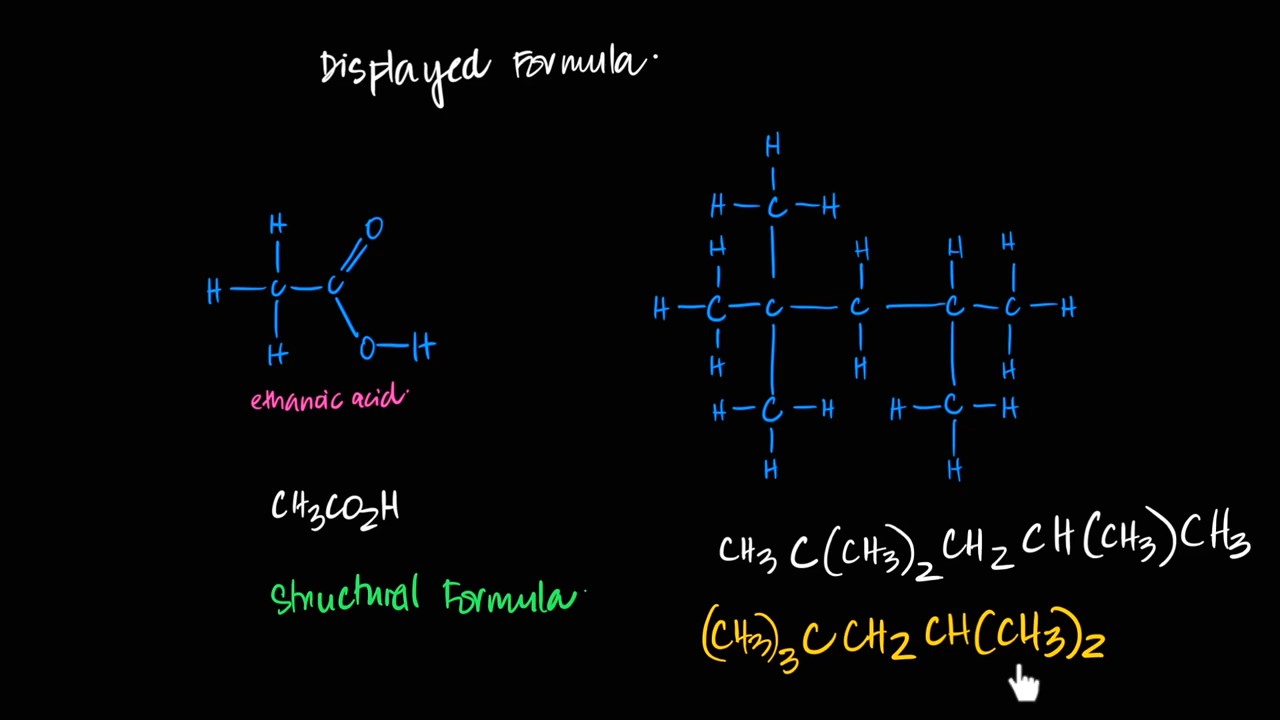 Displayed Formula.
H
H C H
H O H H H H
H C C H C C C C C H
H O H H H H
ethanoic acid.
H C H H C H
H H
CH3CO2H
CH3 C(CH3)2 CH2 CH(CH3)CH3
Structural Formula.
(CH3)3 C CH2 CH(CH3)2